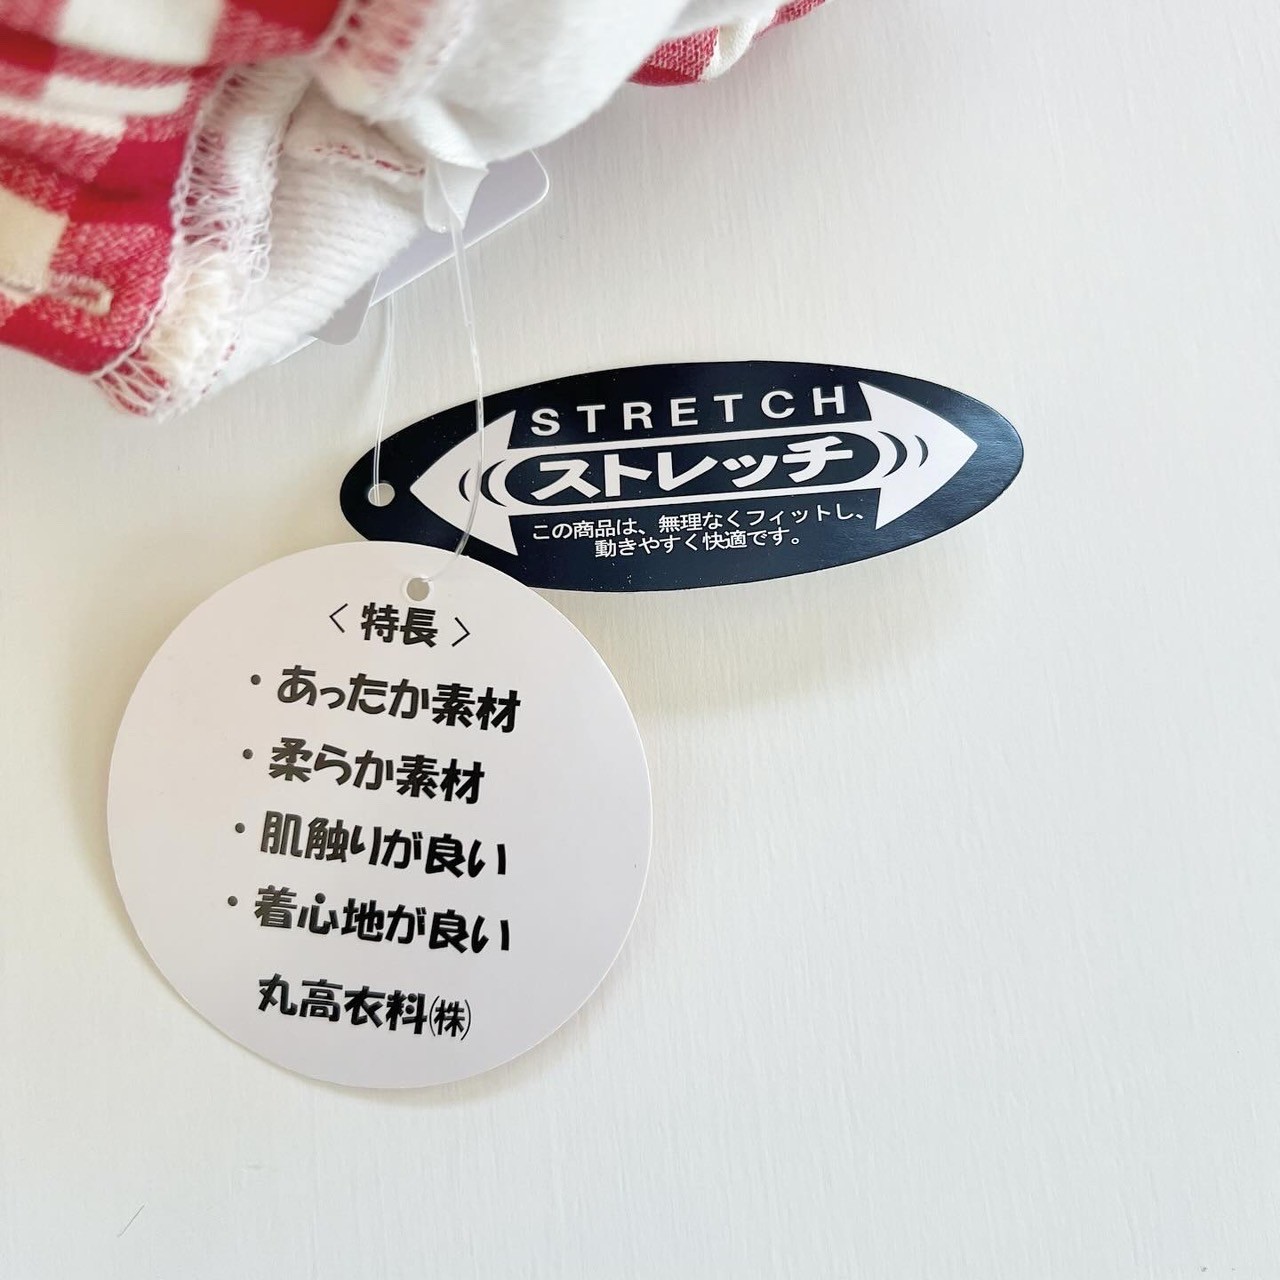 STRETCH
ストレッチ
この商品は、無理なくフィットし、
動きやすく快適です。
〈特長〉
・あったか素材
・柔らか素材
・肌触りが良い
・着心地が良い
丸高衣料㈱